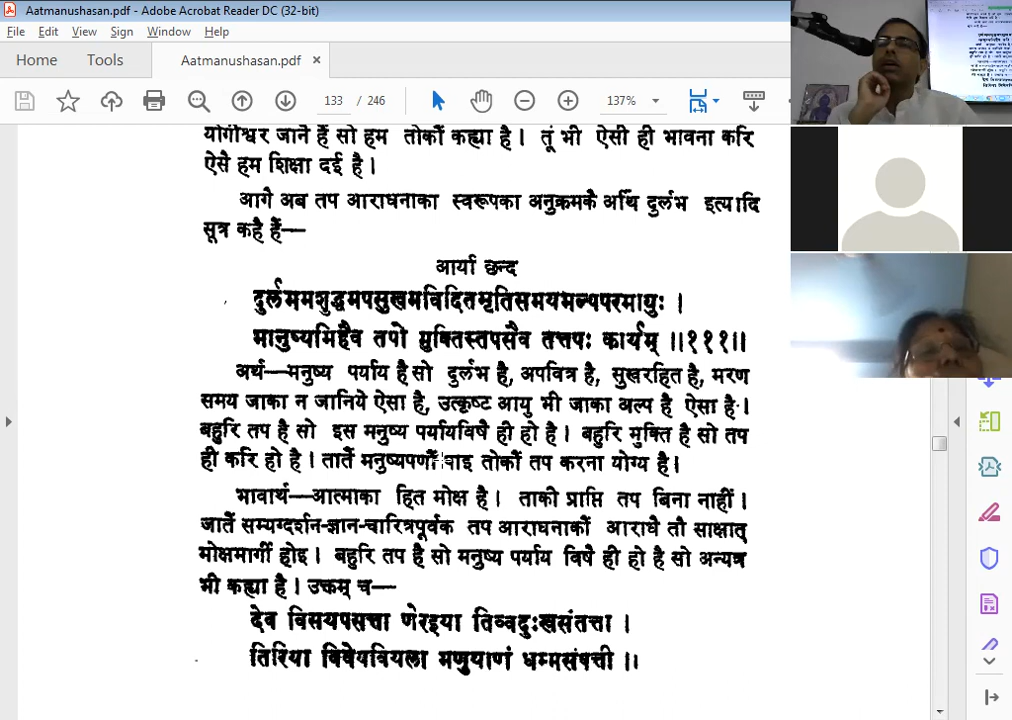 Aatmanushasan.pdf - Adobe Acrobat Reader DC (32-bit)
File Edit View Sign Window Help
Home Tools Aatmanushasan.pdf ×
133 / 246 137%
योगीश्वर जानै हैं सो हम तोकौं कह्या है। तूं भी ऐसी ही भावना करि
ऐसै हम शिक्षा दई है।
आगै अब तप आराधनाका स्वरूपका अनुक्रमकै अर्थि दुर्लभ इत्यादि
सूत्र कहै हैं—
आर्या छन्द
दुर्लभमशुद्धमपसुखमविदितमृतिसमयमल्पपरमायुः ।
मानुष्यमिहैव तपो मुक्तिस्तपसैव तत्तपः कार्यम् ॥१११॥
अर्थ—मनुष्य पर्याय है सो दुर्लभ है, अपवित्र है, सुखरहित है, मरण
समय जाका न जानिये ऐसा है, उत्कृष्ट आयु भी जाका अल्प है ऐसा है।
बहुरि तप है सो इस मनुष्य पर्यायविषै ही हो है। बहुरि मुक्ति है सो तप
ही करि हो है। तातैं मनुष्यपणौं पाइ तोकौं तप करना योग्य है।
भावार्थ—आत्माका हित मोक्ष है। ताकी प्राप्ति तप बिना नाहीं।
जातैं सम्यग्दर्शन-ज्ञान-चारित्रपूर्वक तप आराधनाकौं आराधै तौ साक्षात्
मोक्षमार्गी होइ। बहुरि तप है सो मनुष्य पर्याय विषै ही हो है सो अन्यत्र
भी कह्या है। उक्तम् च—
देव विसयपसत्ता णेरइया तिव्वदुःखसंतत्ता ।
तिरिया विवेयवियला मणुयाणं धम्मसंपत्ती ॥